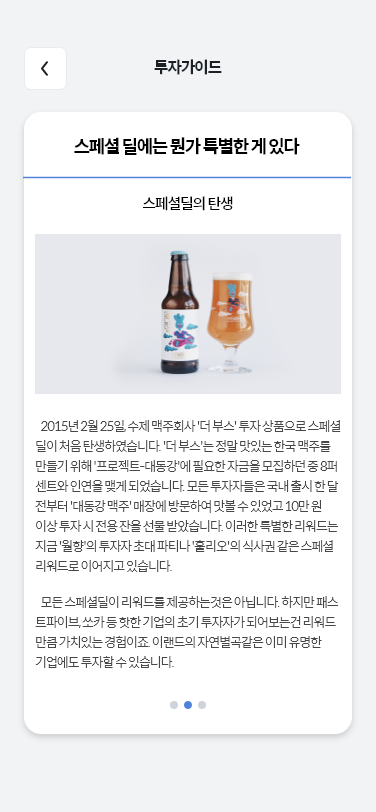 투자가이드
스페셜 딜에는 뭔가 특별한 게 있다
스페셜딜의 탄생
2015년 2월 25일, 수제 맥주회사 '더 부스' 투자 상품으로 스페셜
딜이 처음 탄생하였습니다. '더 부스'는 정말 맛있는 한국 맥주를
만들기 위해 '프로젝트-대동강'에 필요한 자금을 모집하던 중 8퍼
센트와 인연을 맺게 되었습니다. 모든 투자자들은 국내 출시 한 달
전부터 '대동강 맥주' 매장에 방문하여 맛볼 수 있었고 10만 원
이상 투자 시 전용 잔을 선물 받았습니다. 이러한 특별한 리워드는
지금 '월향'의 투자자 초대 파티나 '훌리오'의 식사권 같은 스페셜
리워드로 이어지고 있습니다.
모든 스페셜딜이 리워드를 제공하는것은 아닙니다. 하지만 패스
트파이브, 쏘카 등 핫한 기업의 초기 투자자가 되어보는건 리워드
만큼 가치있는 경험이죠. 이랜드의 자연별곡같은 이미 유명한
기업에도 투자할 수 있습니다.